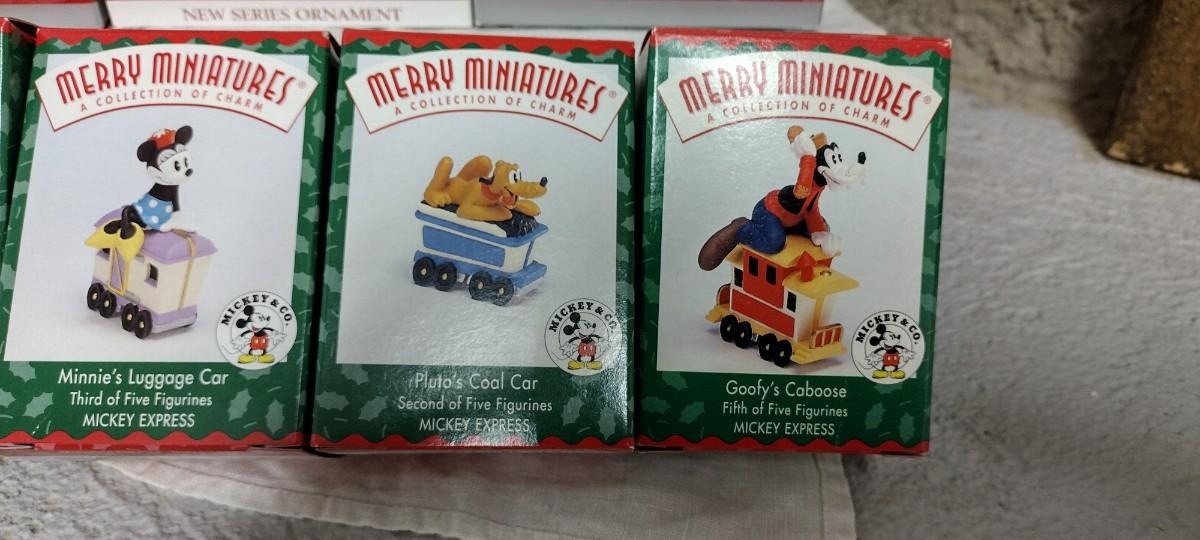 NEW SERIES ORNAMENT
MERRY MINIATURES®
A COLLECTION OF CHARM
MICKEY & CO.
Minnie's Luggage Car
Third of Five Figurines
MICKEY EXPRESS
MERRY MINIATURES®
A COLLECTION OF CHARM
MICKEY & CO.
Pluto's Coal Car
Second of Five Figurines
MICKEY EXPRESS
MERRY MINIATURES®
A COLLECTION OF CHARM
MICKEY & CO.
Goofy's Caboose
Fifth of Five Figurines
MICKEY EXPRESS